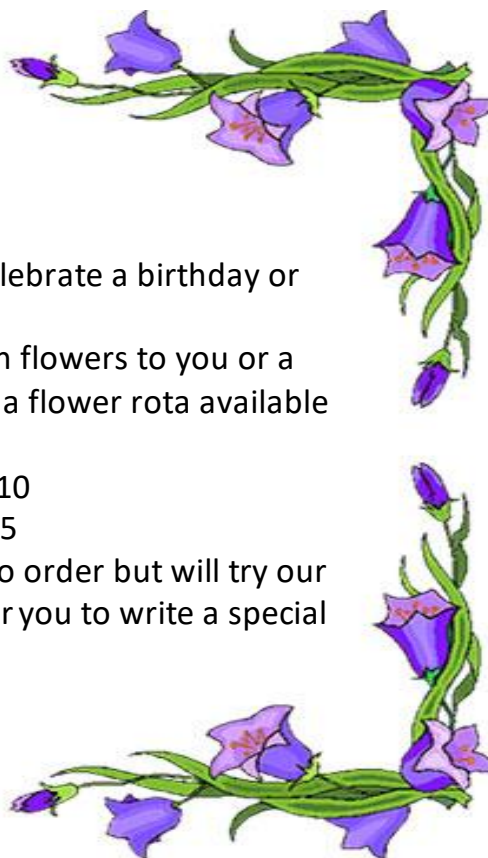 lebrate a birthday or
flowers to you or a
a flower rota available
10
5
o order but will try our
r you to write a special